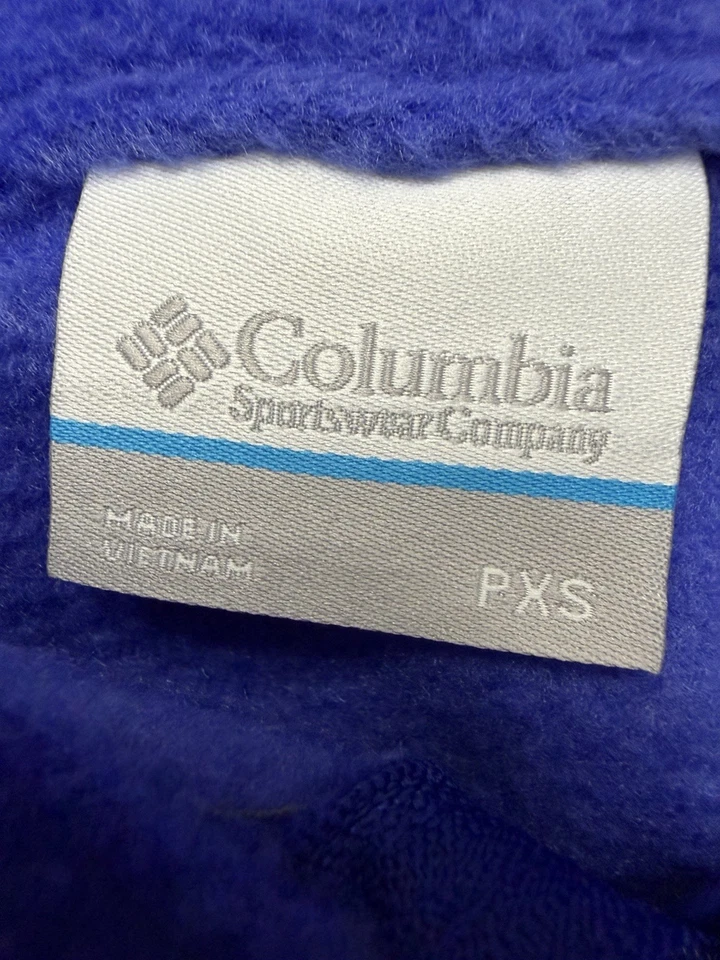 Columbia
Sportswear Company
MADE IN
VIETNAM
PXS